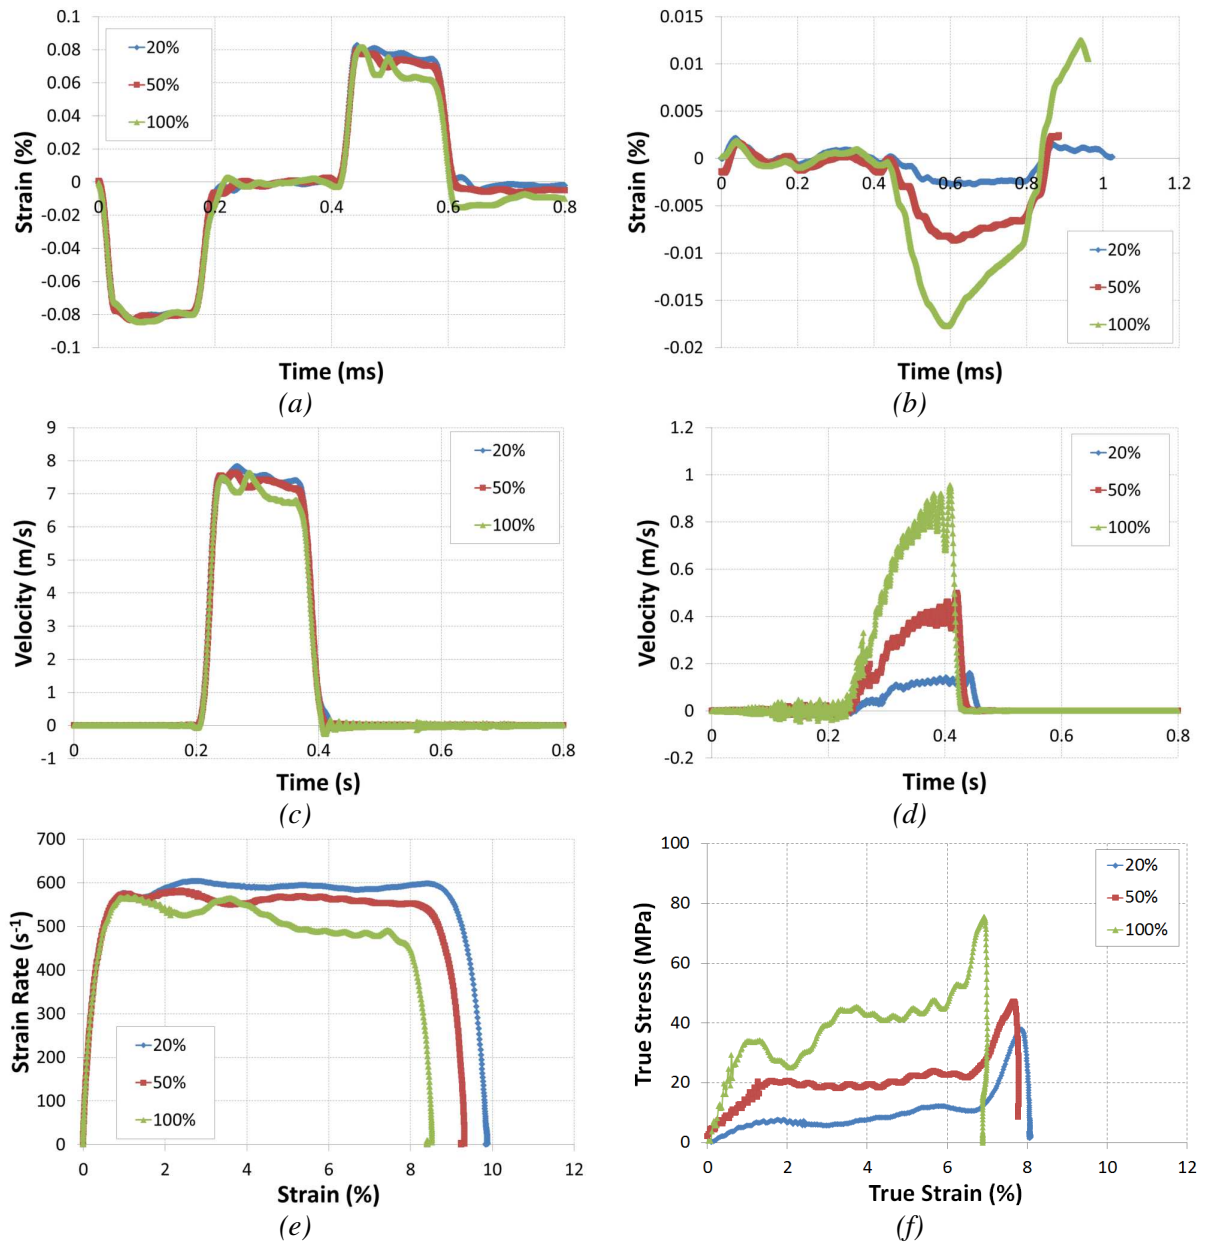 0.1
0.08
0.06
0.04
0.02
0
-0.02
-0.04
-0.06
-0.08
-0.1
0 0.2 0.4 0.6 0.8
20%
50%
100%
Strain (%)
Time (ms)
(a)
0.015
0.01
0.005
0
-0.005
-0.01
-0.015
-0.02
0 0.2 0.4 0.6 0.8 1 1.2
20%
50%
100%
Strain (%)
Time (ms)
(b)
9
8
7
6
5
4
3
2
1
0
-1
0 0.2 0.4 0.6 0.8
20%
50%
100%
Velocity (m/s)
Time (s)
(c)
1.2
1
0.8
0.6
0.4
0.2
0
-0.2
0 0.2 0.4 0.6 0.8
20%
50%
100%
Velocity (m/s)
Time (s)
(d)
700
600
500
400
300
200
100
0
0 2 4 6 8 10 12
20%
50%
100%
Strain Rate (s⁻¹)
Strain (%)
(e)
100
80
60
40
20
0
0 2 4 6 8 10 12
20%
50%
100%
True Stress (MPa)
True Strain (%)
(f)